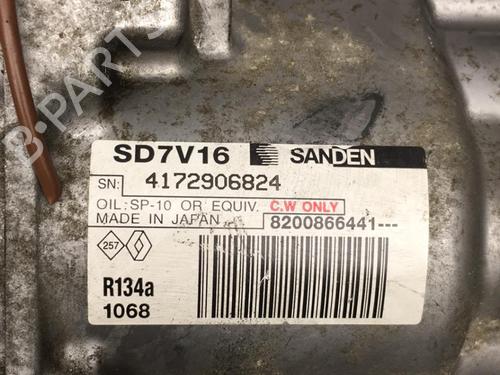 B-PARTS
SD7V16 SANDEN
SN: 4172906824
OIL:SP-10 OR EQUIV. C.W ONLY
MADE IN JAPAN 8200866441---
257
R134a
1068